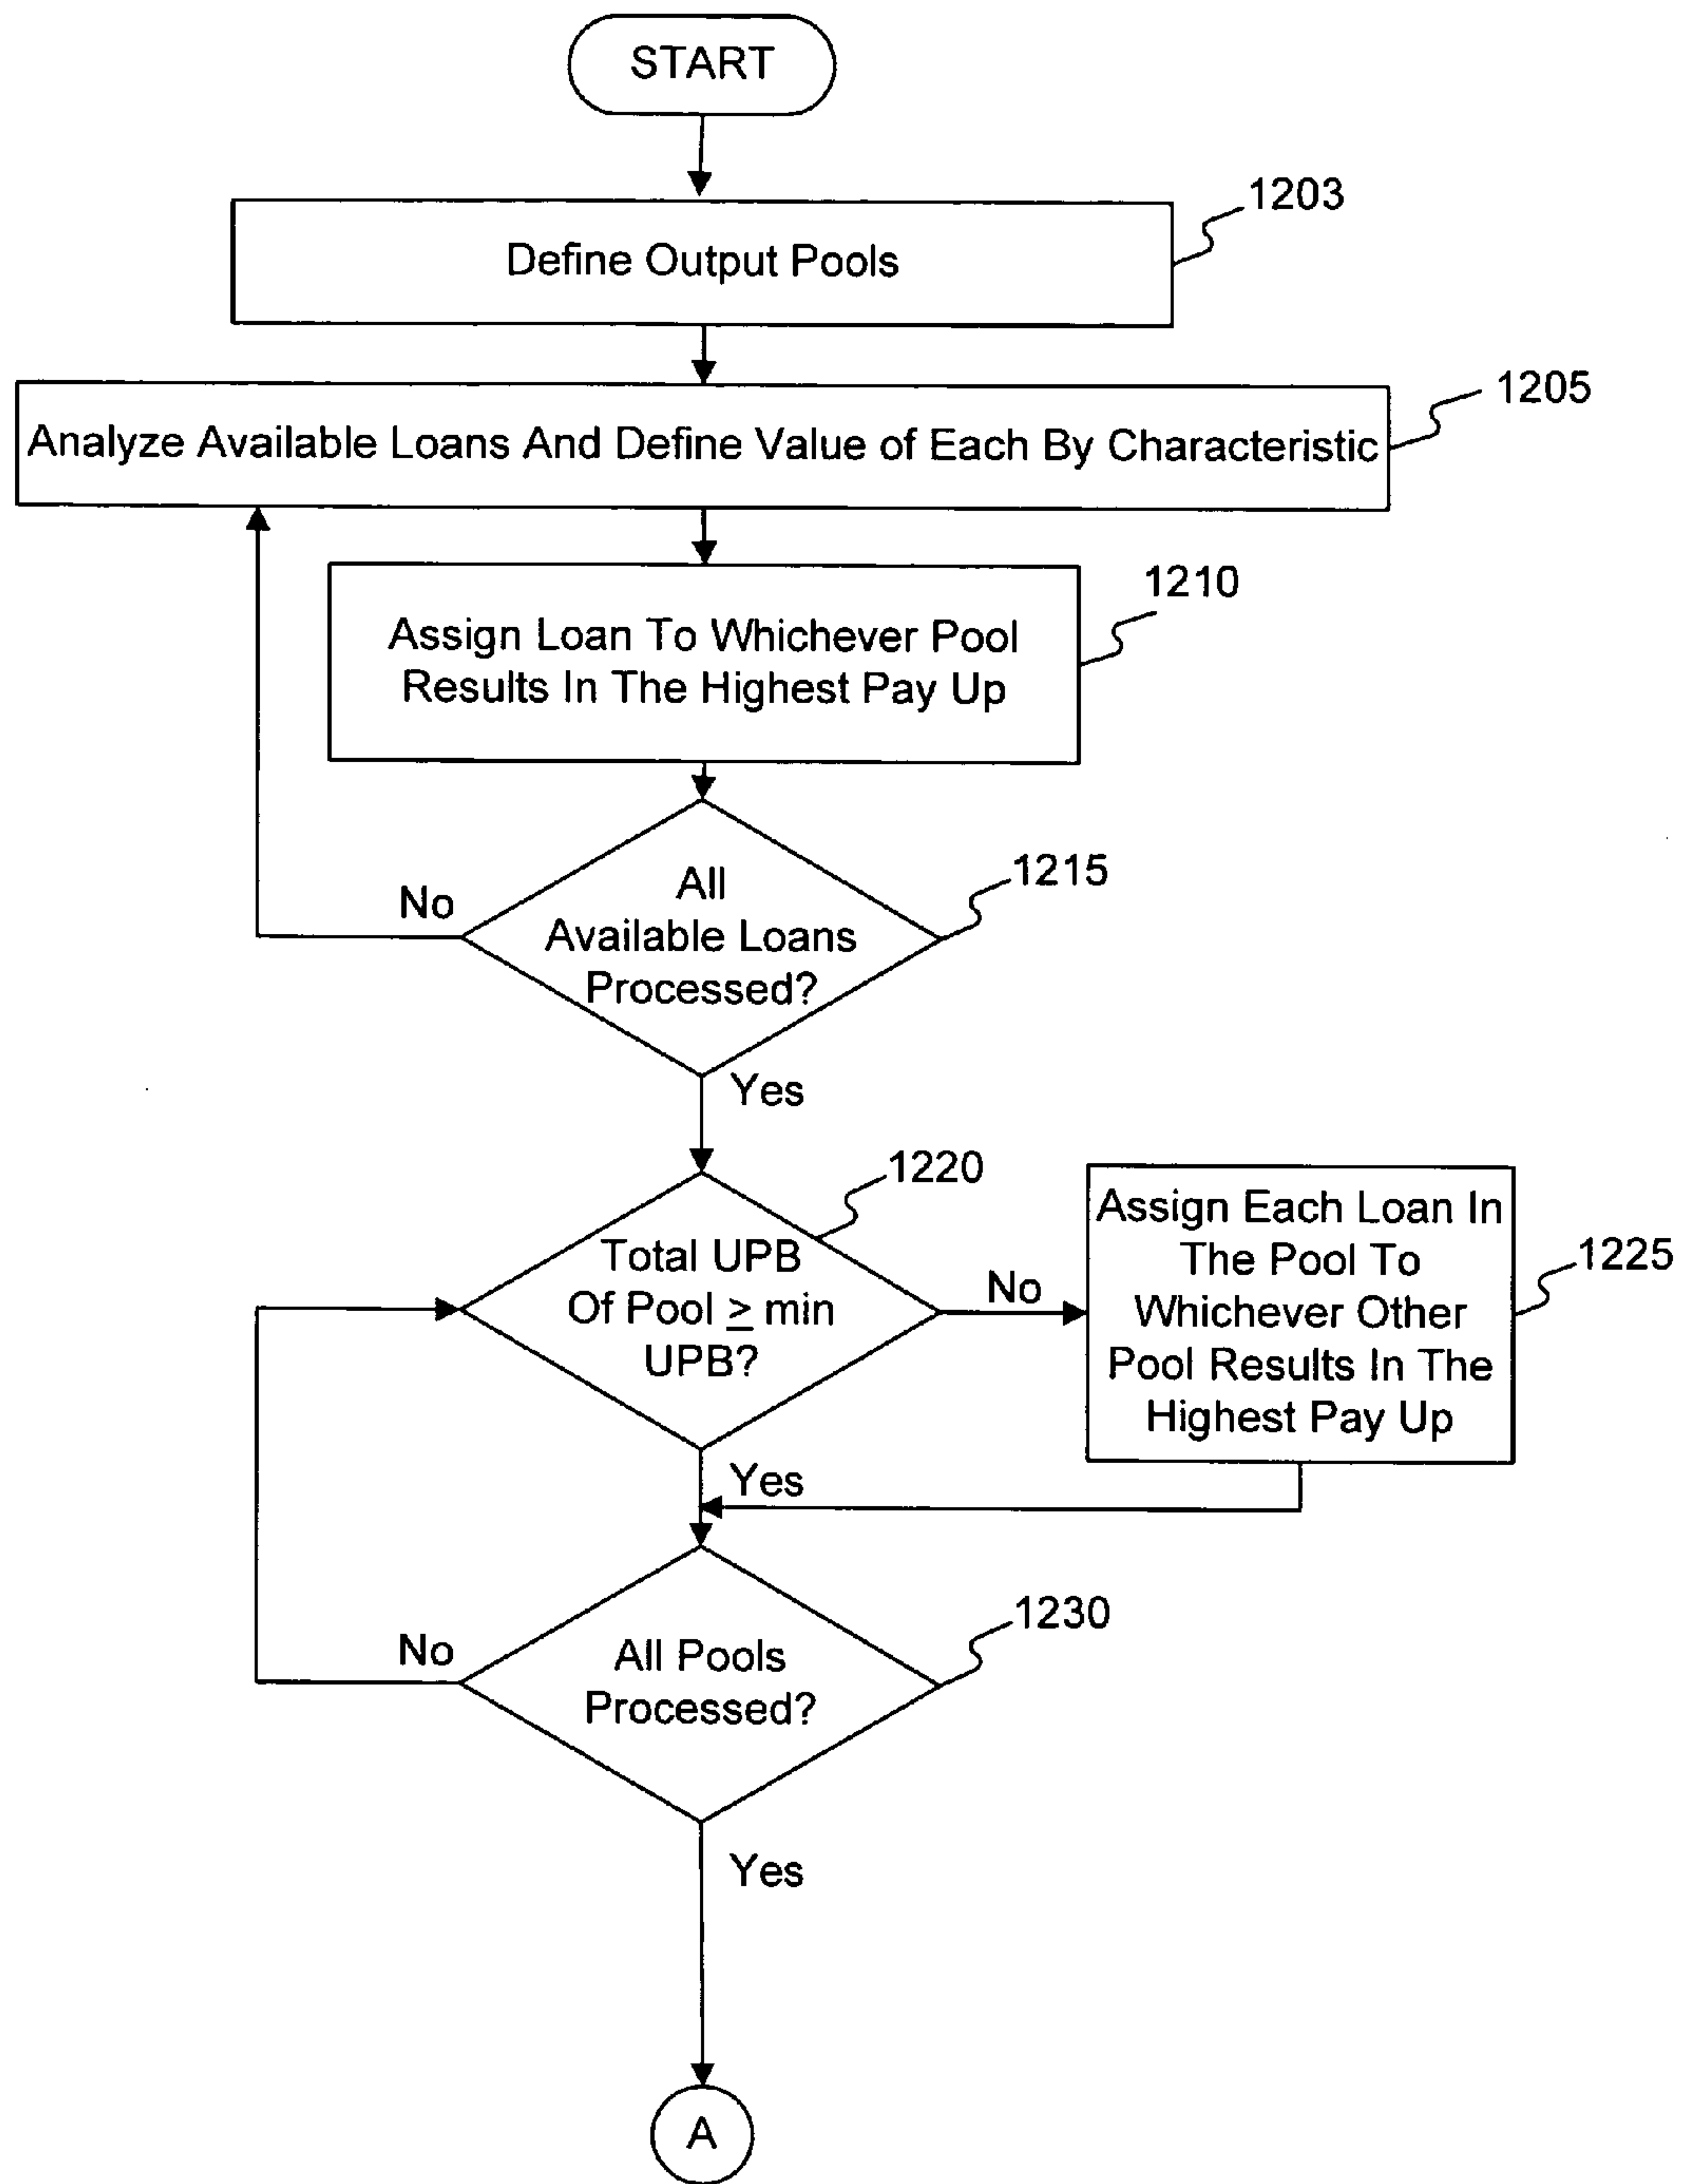 START
1203
Define Output Pools
1205
Analyze Available Loans And Define Value of Each By Characteristic
1210
Assign Loan To Whichever Pool
Results In The Highest Pay Up
1215
All
Available Loans
Processed?
No
Yes
1220
Total UPB
Of Pool ≥ min
UPB?
No
1225
Assign Each Loan In
The Pool To
Whichever Other
Pool Results In The
Highest Pay Up
Yes
1230
All Pools
Processed?
No
Yes
A